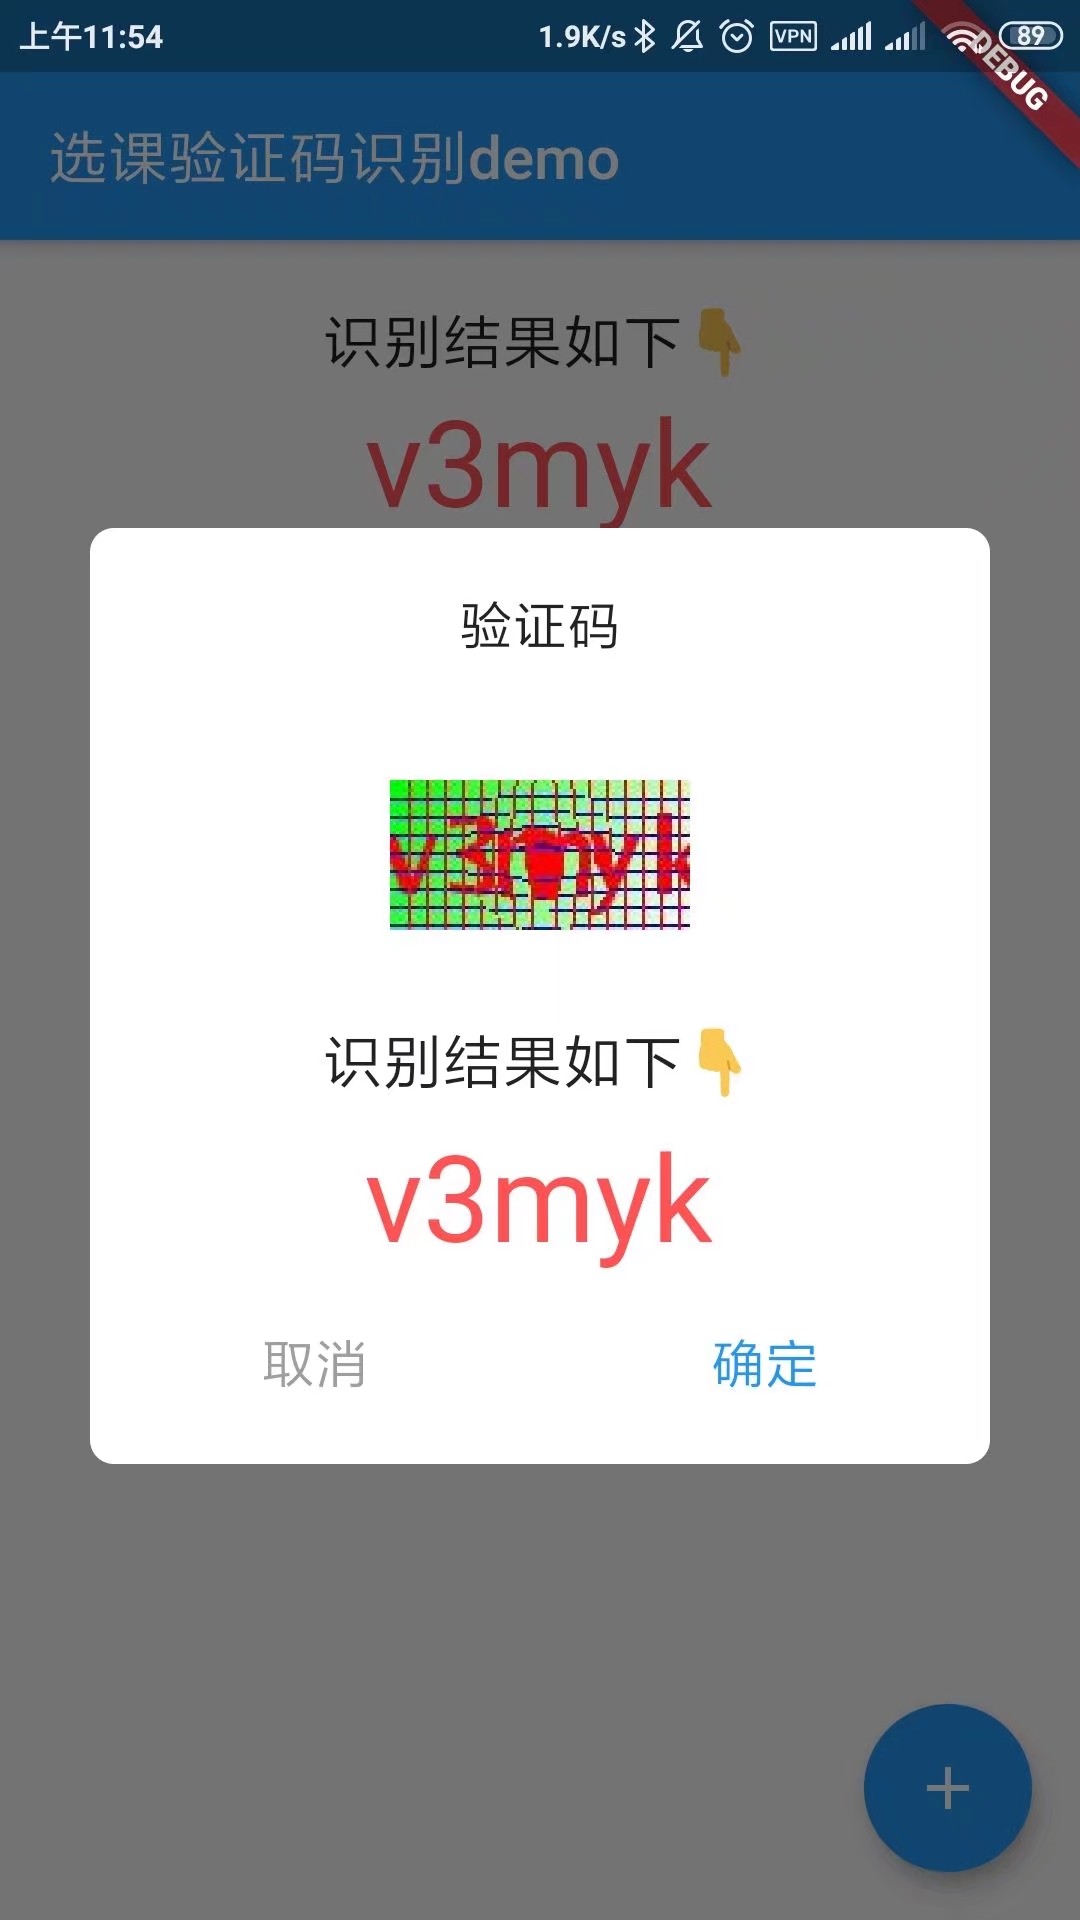 上午11:54
1.9K/s VPN 89
DEBUG
选课验证码识别demo
识别结果如下👇
v3myk
验证码
v3myk
识别结果如下👇
v3myk
取消
确定
+